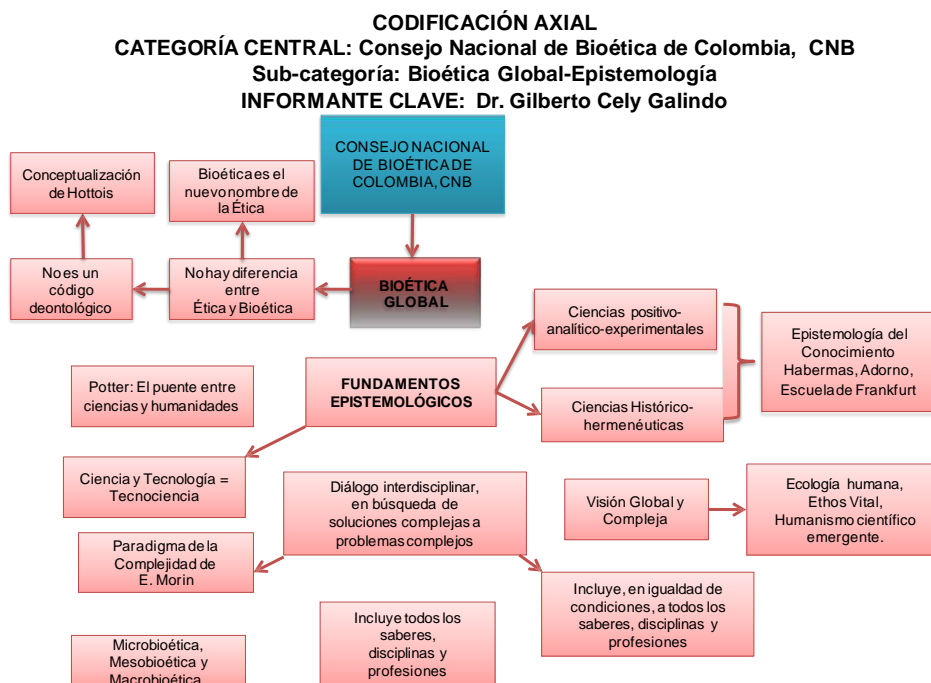 CODIFICACIÓN AXIAL
CATEGORÍA CENTRAL: Consejo Nacional de Bioética de Colombia, CNB
Sub-categoría: Bioética Global-Epistemología
INFORMANTE CLAVE: Dr. Gilberto Cely Galindo
CONSEJO NACIONAL
DE BIOÉTICA DE
COLOMBIA, CNB
Conceptualización
de Hottois
Bioética es el
nuevo nombre de
la Ética
No es un
código
deontológico
No hay diferencia
entre
Ética y Bioética
BIOÉTICA
GLOBAL
Ciencias positivo-
analítico-experimentales
Epistemología del
Conocimiento
Habermas, Adorno,
Escuela de Frankfurt
Potter: El puente entre
ciencias y humanidades
FUNDAMENTOS
EPISTEMOLÓGICOS
Ciencias Histórico-
hermenéuticas
Ciencia y Tecnología =
Tecnociencia
Diálogo interdisciplinar,
en búsqueda de
soluciones complejas a
problemas complejos
Visión Global y
Compleja
Ecología humana,
Ethos Vital,
Humanismo científico
emergente.
Paradigma de la
Complejidad de
E. Morin
Incluye, en igualdad de
condiciones, a todos los
saberes, disciplinas y
profesiones
Incluye todos los
saberes,
disciplinas y
profesiones
Microbioética,
Mesobioética y
Macrobioética